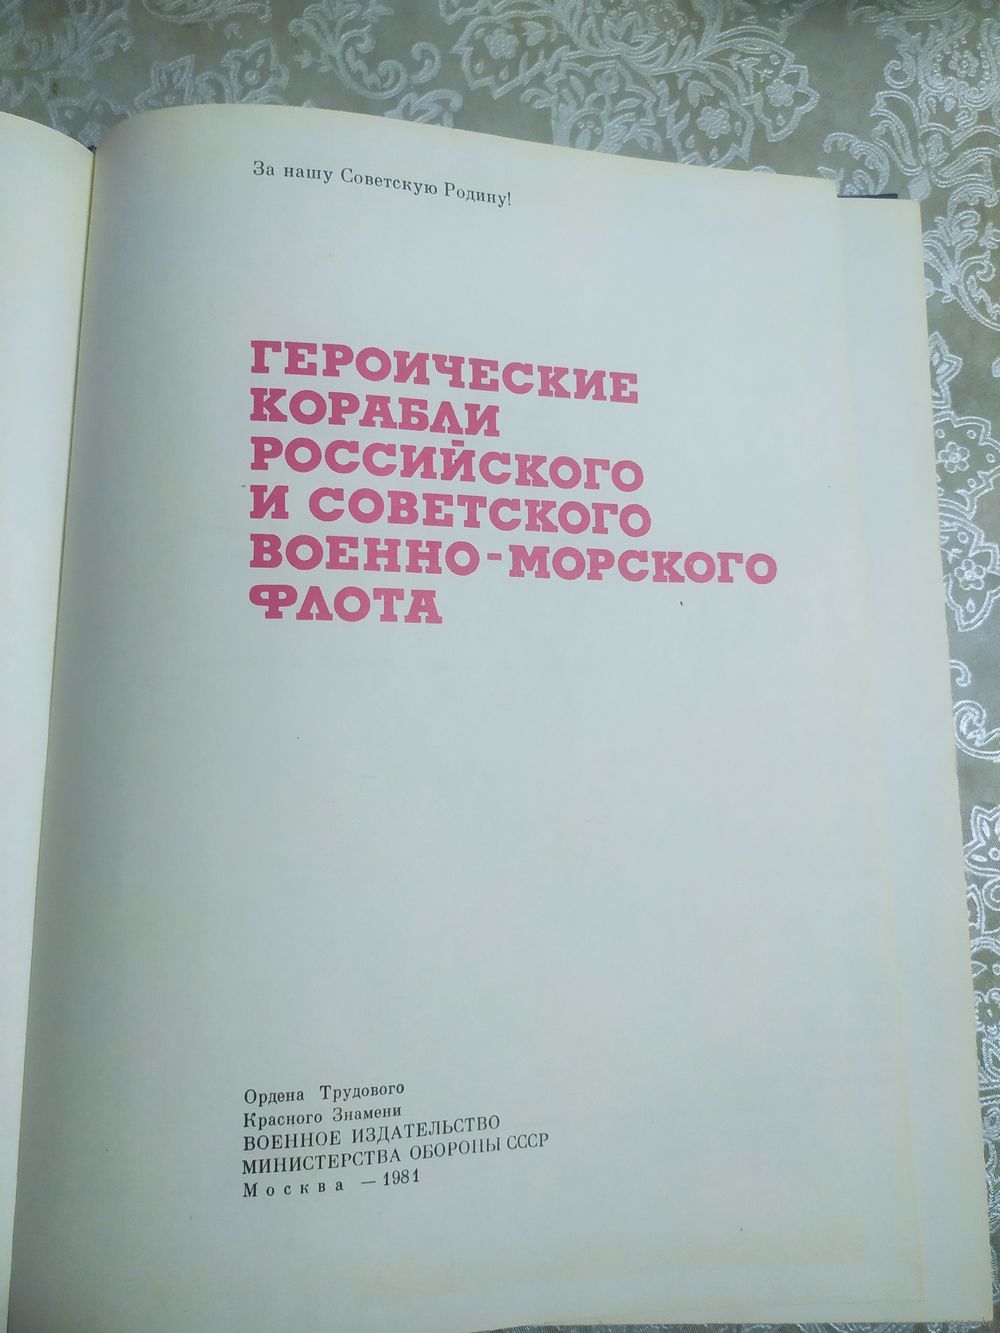 За нашу Советскую Родину!
ГЕРОИЧЕСКИЕ
КОРАБЛИ
РОССИЙСКОГО
И СОВЕТСКОГО
ВОЕННО-МОРСКОГО
ФЛОТА
Ордена Трудового
Красного Знамени
ВОЕННОЕ ИЗДАТЕЛЬСТВО
МИНИСТЕРСТВА ОБОРОНЫ СССР
Москва — 1981